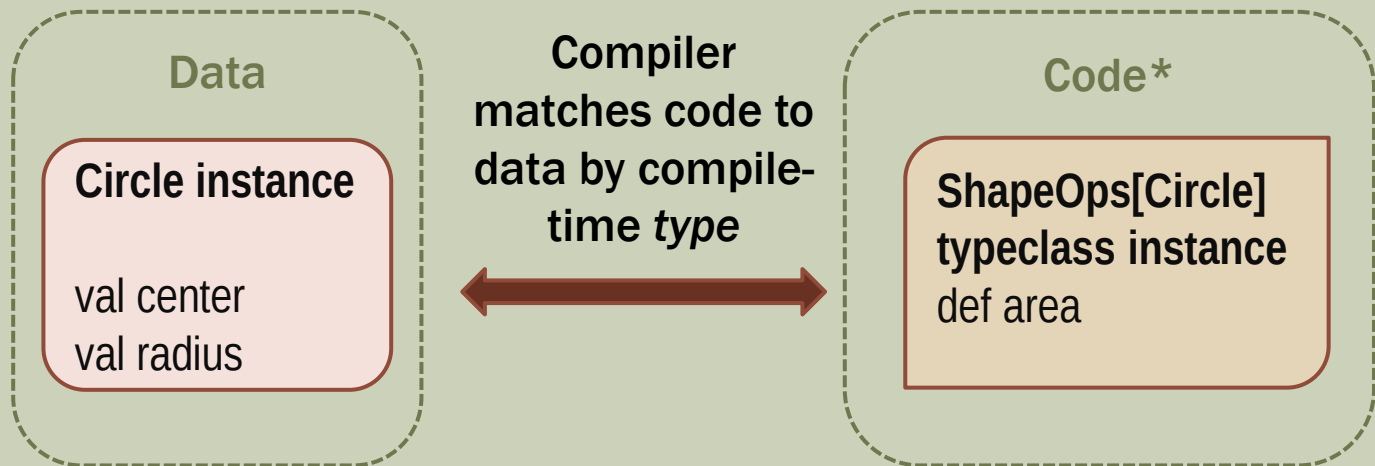 Data
Circle instance
val center
val radius
Compiler
matches code to
data by compile-
time type
Code*
ShapeOps[Circle]
typeclass instance
def area